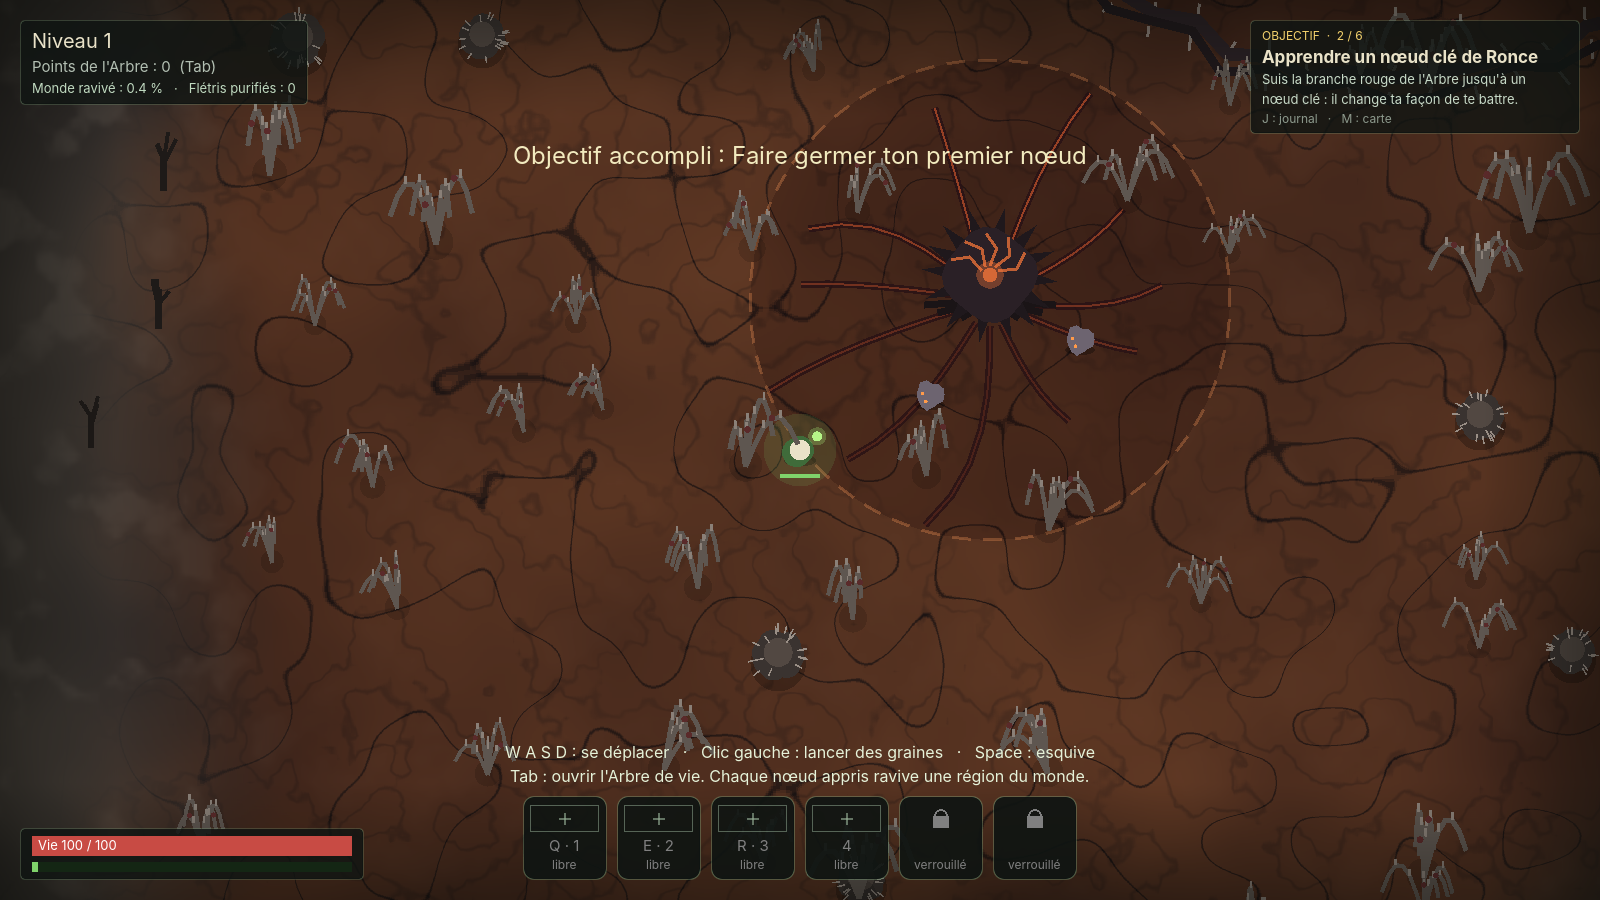 Niveau 1
Points de l'Arbre : 0 (Tab)
Monde ravivé : 0.4 % · Flétris purifiés : 0
OBJECTIF · 2 / 6
Apprendre un nœud clé de Ronce
Suis la branche rouge de l'Arbre jusqu'à un
nœud clé : il change ta façon de te battre.
J : journal · M : carte
Objectif accompli : Faire germer ton premier nœud
W A S D : se déplacer · Clic gauche : lancer des graines · Space : esquive
Tab : ouvrir l'Arbre de vie. Chaque nœud appris ravive une région du monde.
Vie 100 / 100
Q · 1
libre
E · 2
libre
R · 3
libre
4
libre
verrouillé
verrouillé